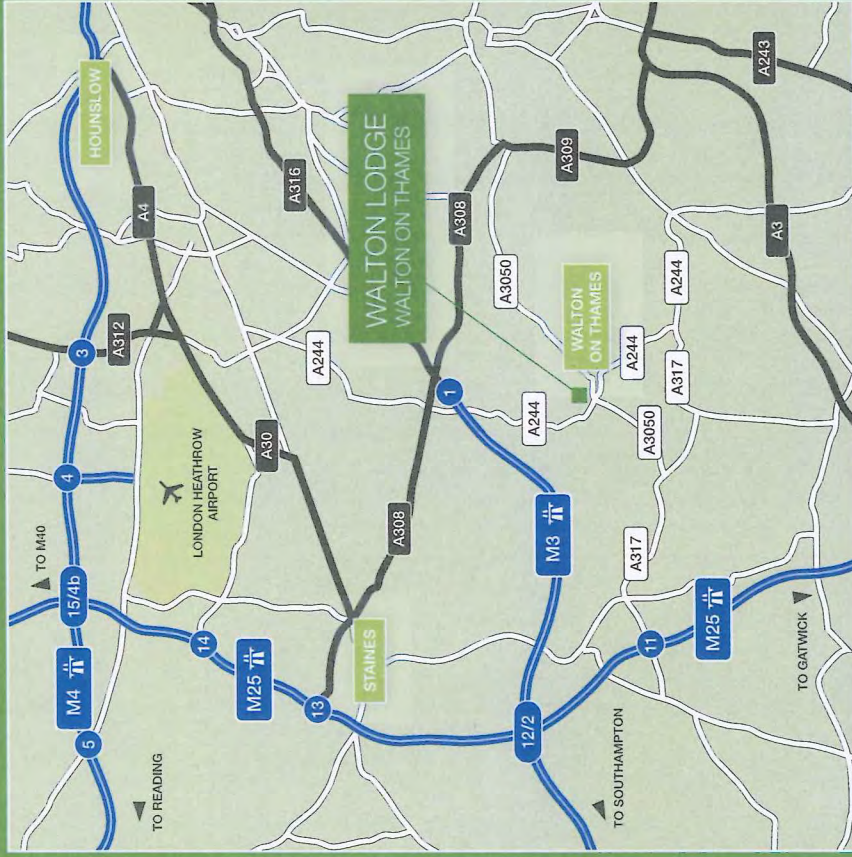 TO M40
5
M4
15/4b
4
3
HOUNSLOW
A312
A4
TO READING
LONDON HEATHROW
AIRPORT
14
M25
A30
A316
13
A244
STAINES
WALTON LODGE
WALTON ON THAMES
A308
1
A308
A3050
12/2
M3
A244
A309
WALTON
ON THAMES
TO SOUTHAMPTON
A317
A244
11
A3050
A317
A244
M25
A243
A3
TO GATWICK